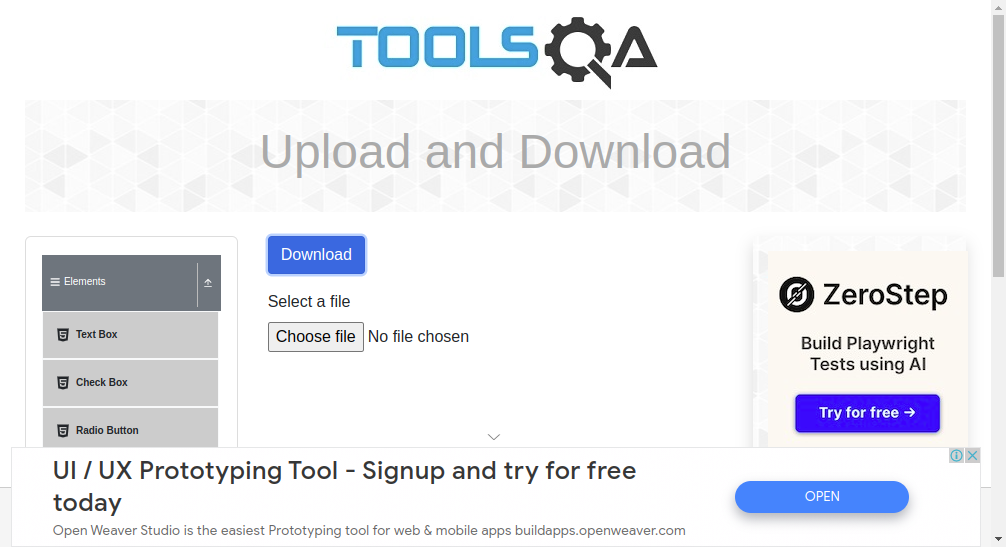 TOOLSQA
Upload and Download
Elements
Text Box
Check Box
Radio Button
Download
Select a file
Choose file No file chosen
ZeroStep
Build Playwright
Tests using AI
Try for free →
UI / UX Prototyping Tool - Signup and try for free
today
Open Weaver Studio is the easiest Prototyping tool for web & mobile apps buildapps.openweaver.com
OPEN